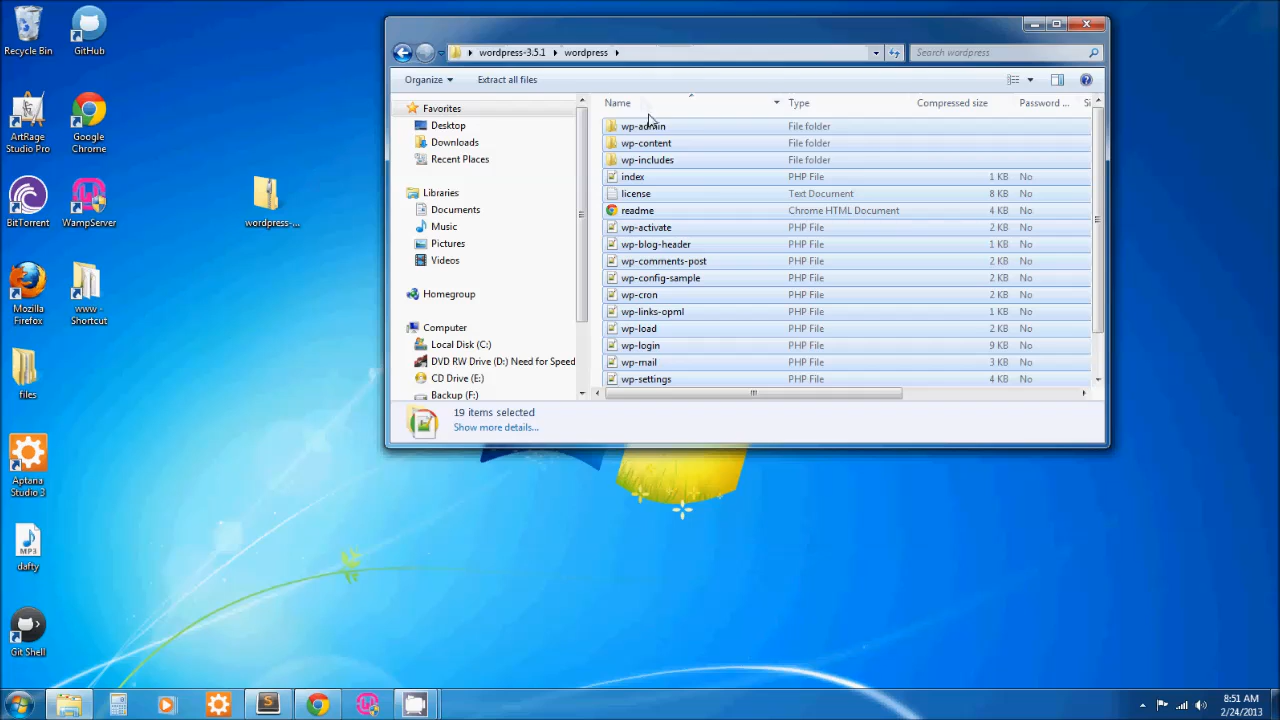 Recycle Bin
GitHub
ArtRage
Studio Pro
Google
Chrome
BitTorrent
WampServer
wordpress-...
Mozilla
Firefox
www -
Shortcut
files
Aptana
Studio 3
MP3
dafty
Git Shell
wordpress-3.5.1
wordpress
Search wordpress
Organize
Extract all files
Favorites
Desktop
Downloads
Recent Places
Libraries
Documents
Music
Pictures
Videos
Homegroup
Computer
Local Disk (C:)
DVD RW Drive (D:) Need for Speed
CD Drive (E:)
Backup (F:)
Name Type Compressed size Password ... Si
wp-admin File folder
wp-content File folder
wp-includes File folder
index PHP File 1 KB No
license Text Document 8 KB No
readme Chrome HTML Document 4 KB No
wp-activate PHP File 2 KB No
wp-blog-header PHP File 1 KB No
wp-comments-post PHP File 2 KB No
wp-config-sample PHP File 2 KB No
wp-cron PHP File 2 KB No
wp-links-opml PHP File 1 KB No
wp-load PHP File 2 KB No
wp-login PHP File 9 KB No
wp-mail PHP File 3 KB No
wp-settings PHP File 4 KB No
19 items selected
Show more details...
8:51 AM
2/24/2013